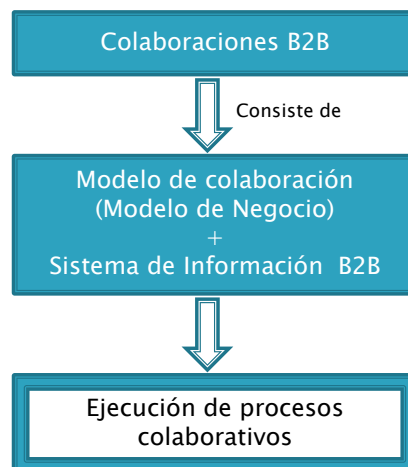 Colaboraciones B2B
Consiste de
Modelo de colaboración
(Modelo de Negocio)
+
Sistema de Información B2B
Ejecución de procesos
colaborativos